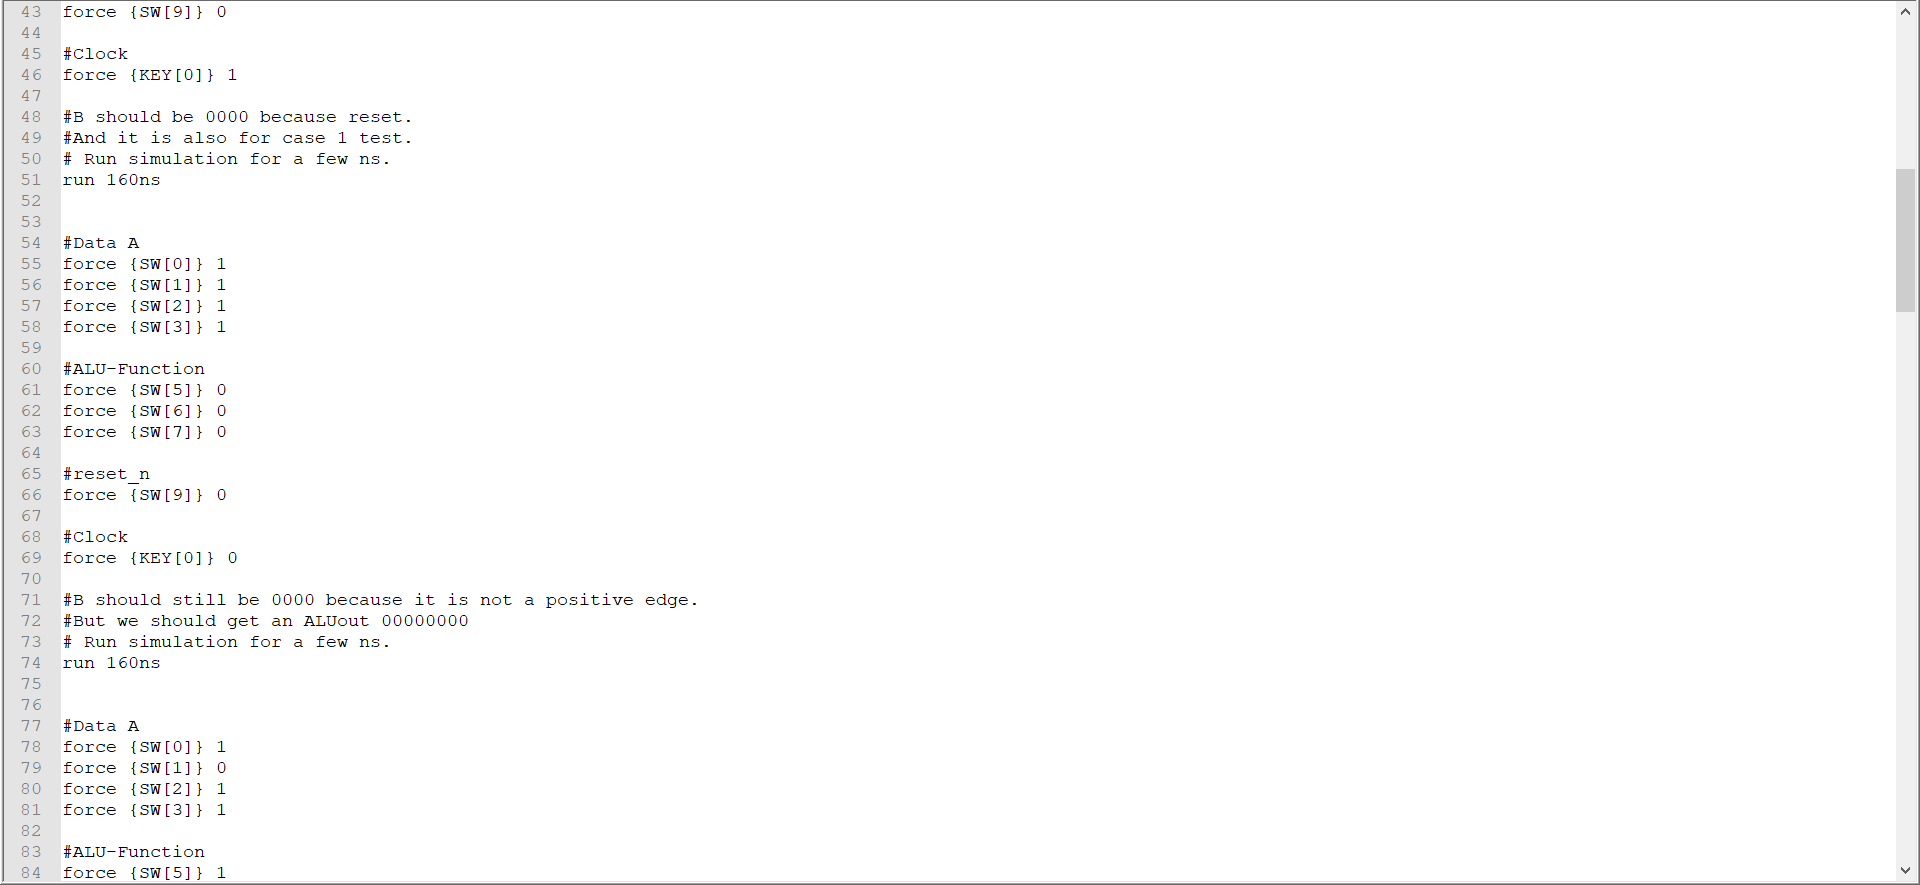 43 force {SW[9]} 0
44
45 #Clock
46 force {KEY[0]} 1
47
48 #B should be 0000 because reset.
49 #And it is also for case 1 test.
50 # Run simulation for a few ns.
51 run 160ns
52
53
54 #Data A
55 force {SW[0]} 1
56 force {SW[1]} 1
57 force {SW[2]} 1
58 force {SW[3]} 1
59
60 #ALU-Function
61 force {SW[5]} 0
62 force {SW[6]} 0
63 force {SW[7]} 0
64
65 #reset_n
66 force {SW[9]} 0
67
68 #Clock
69 force {KEY[0]} 0
70
71 #B should still be 0000 because it is not a positive edge.
72 #But we should get an ALUout 00000000
73 # Run simulation for a few ns.
74 run 160ns
75
76
77 #Data A
78 force {SW[0]} 1
79 force {SW[1]} 0
80 force {SW[2]} 1
81 force {SW[3]} 1
82
83 #ALU-Function
84 force {SW[5]} 1